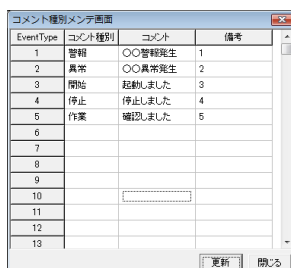 コメント種別メンテ画面
EventType コメント種別 コメント 備考
1 警報 〇〇警報発生 1
2 異常 〇〇異常発生 2
3 開始 起動しました 3
4 停止 停止しました 4
5 作業 確認しました 5
6
7
8
9
10
11
12
13
更新 閉じる